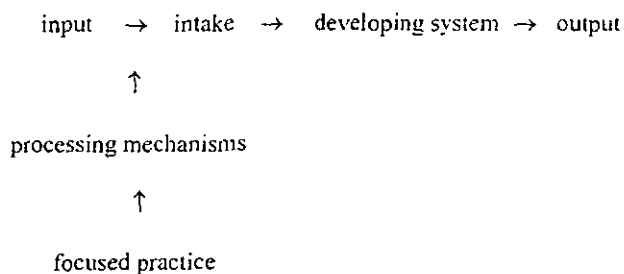 input → intake → developing system → output
↑
processing mechanisms
↑
focused practice